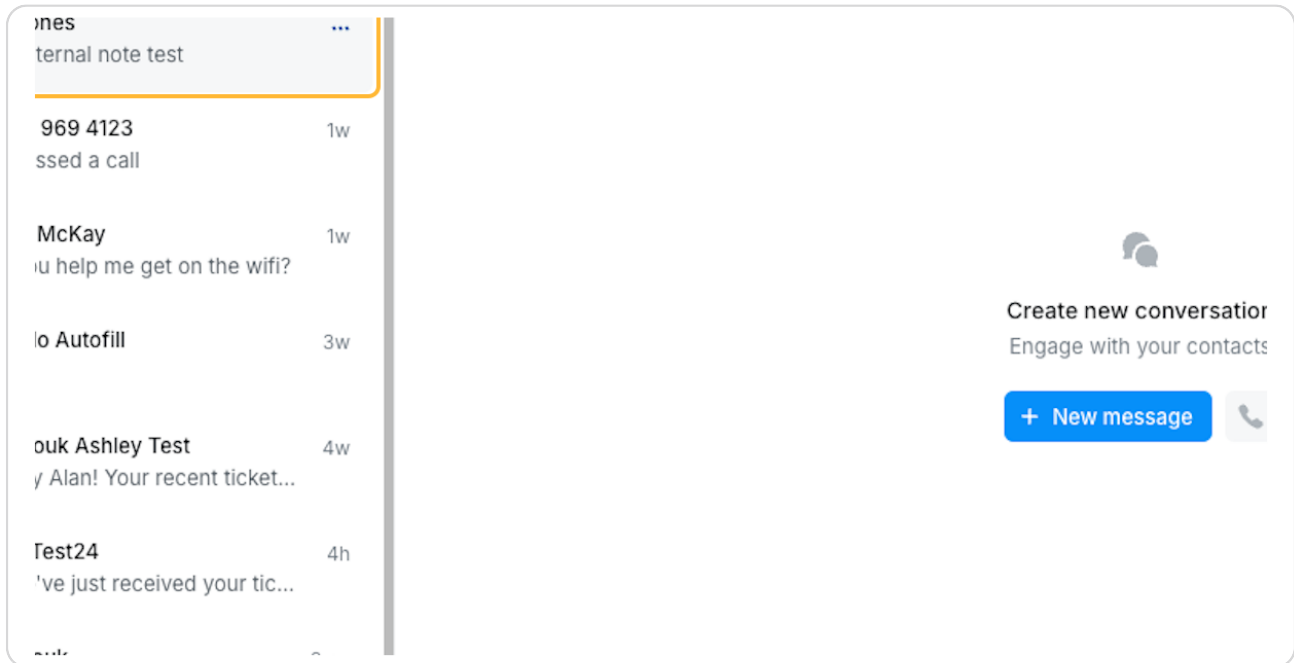 ones
...
ternal note test
969 4123
1w
ssed a call
McKay
1w
u help me get on the wifi?
lo Autofill
3w
ouk Ashley Test
4w
y Alan! Your recent ticket...
Test24
4h
've just received your tic...
Create new conversation
Engage with your contacts
+ New message